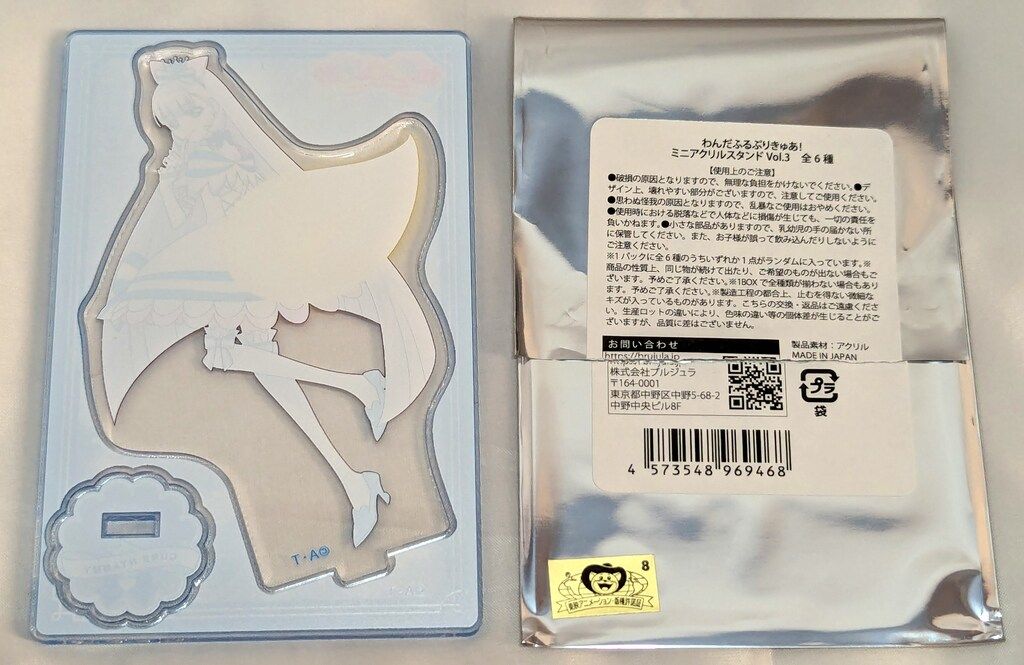 T・A©
わんだふるぷりきゅあ!
ミニアクリルスタンド Vol.3 全6種
【使用上のご注意】
●破損の原因となりますので、無理な負担をかけないでください。●デ
ザイン上、壊れやすい部分がございますので、注意してご使用ください。
●思わぬ怪我の原因となりますので、乱暴なご使用はおやめください。
●使用時における脱落などで人体などに損傷が生じても、一切の責任を
負いかねます。●小さな部品がありますので、乳幼児の手の届かない所
に保管してください。また、お子様が誤って飲み込んだりしないように
ご注意ください。
※1パックに全6種のうちいずれか1点がランダムに入っています。※
商品の性質上、同じ物が続けて出たり、ご希望のものが出ない場合もござ
います。予めご了承ください。※1BOXで全種類が揃わない場合もあり
ます。予めご了承ください。※製造工程の都合上、止むを得ない微細な
キズが入っているものがあります。こちらの交換・返品はご遠慮くださ
い。生産ロットの違いにより、色味の違い等の個体差が生じることがご
ざいますが、品質に差はございません。
お問い合わせ
https://brujula.jp
株式会社ブルジュラ
〒164-0001
東京都中野区中野5-68-2
中野中央ビル8F
製品素材:アクリル
MADE IN JAPAN
プラ
袋
4 573548 969468
8
東映アニメーション・版権許諾証